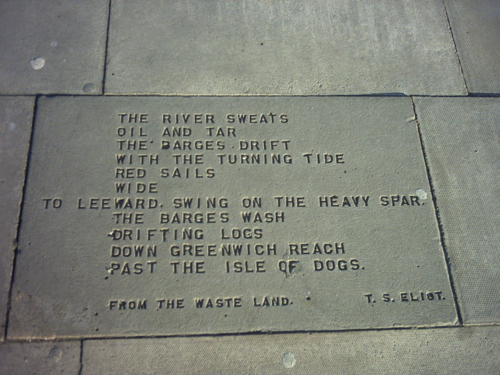 THE RIVER SWEATS
OIL AND TAR
THE BARGES DRIFT
WITH THE TURNING TIDE
RED SAILS
WIDE
TO LEEWARD, SWING ON THE HEAVY SPAR.
THE BARGES WASH
DRIFTING LOGS
DOWN GREENWICH REACH
PAST THE ISLE OF DOGS.
FROM THE WASTE LAND. T. S. ELIOT.